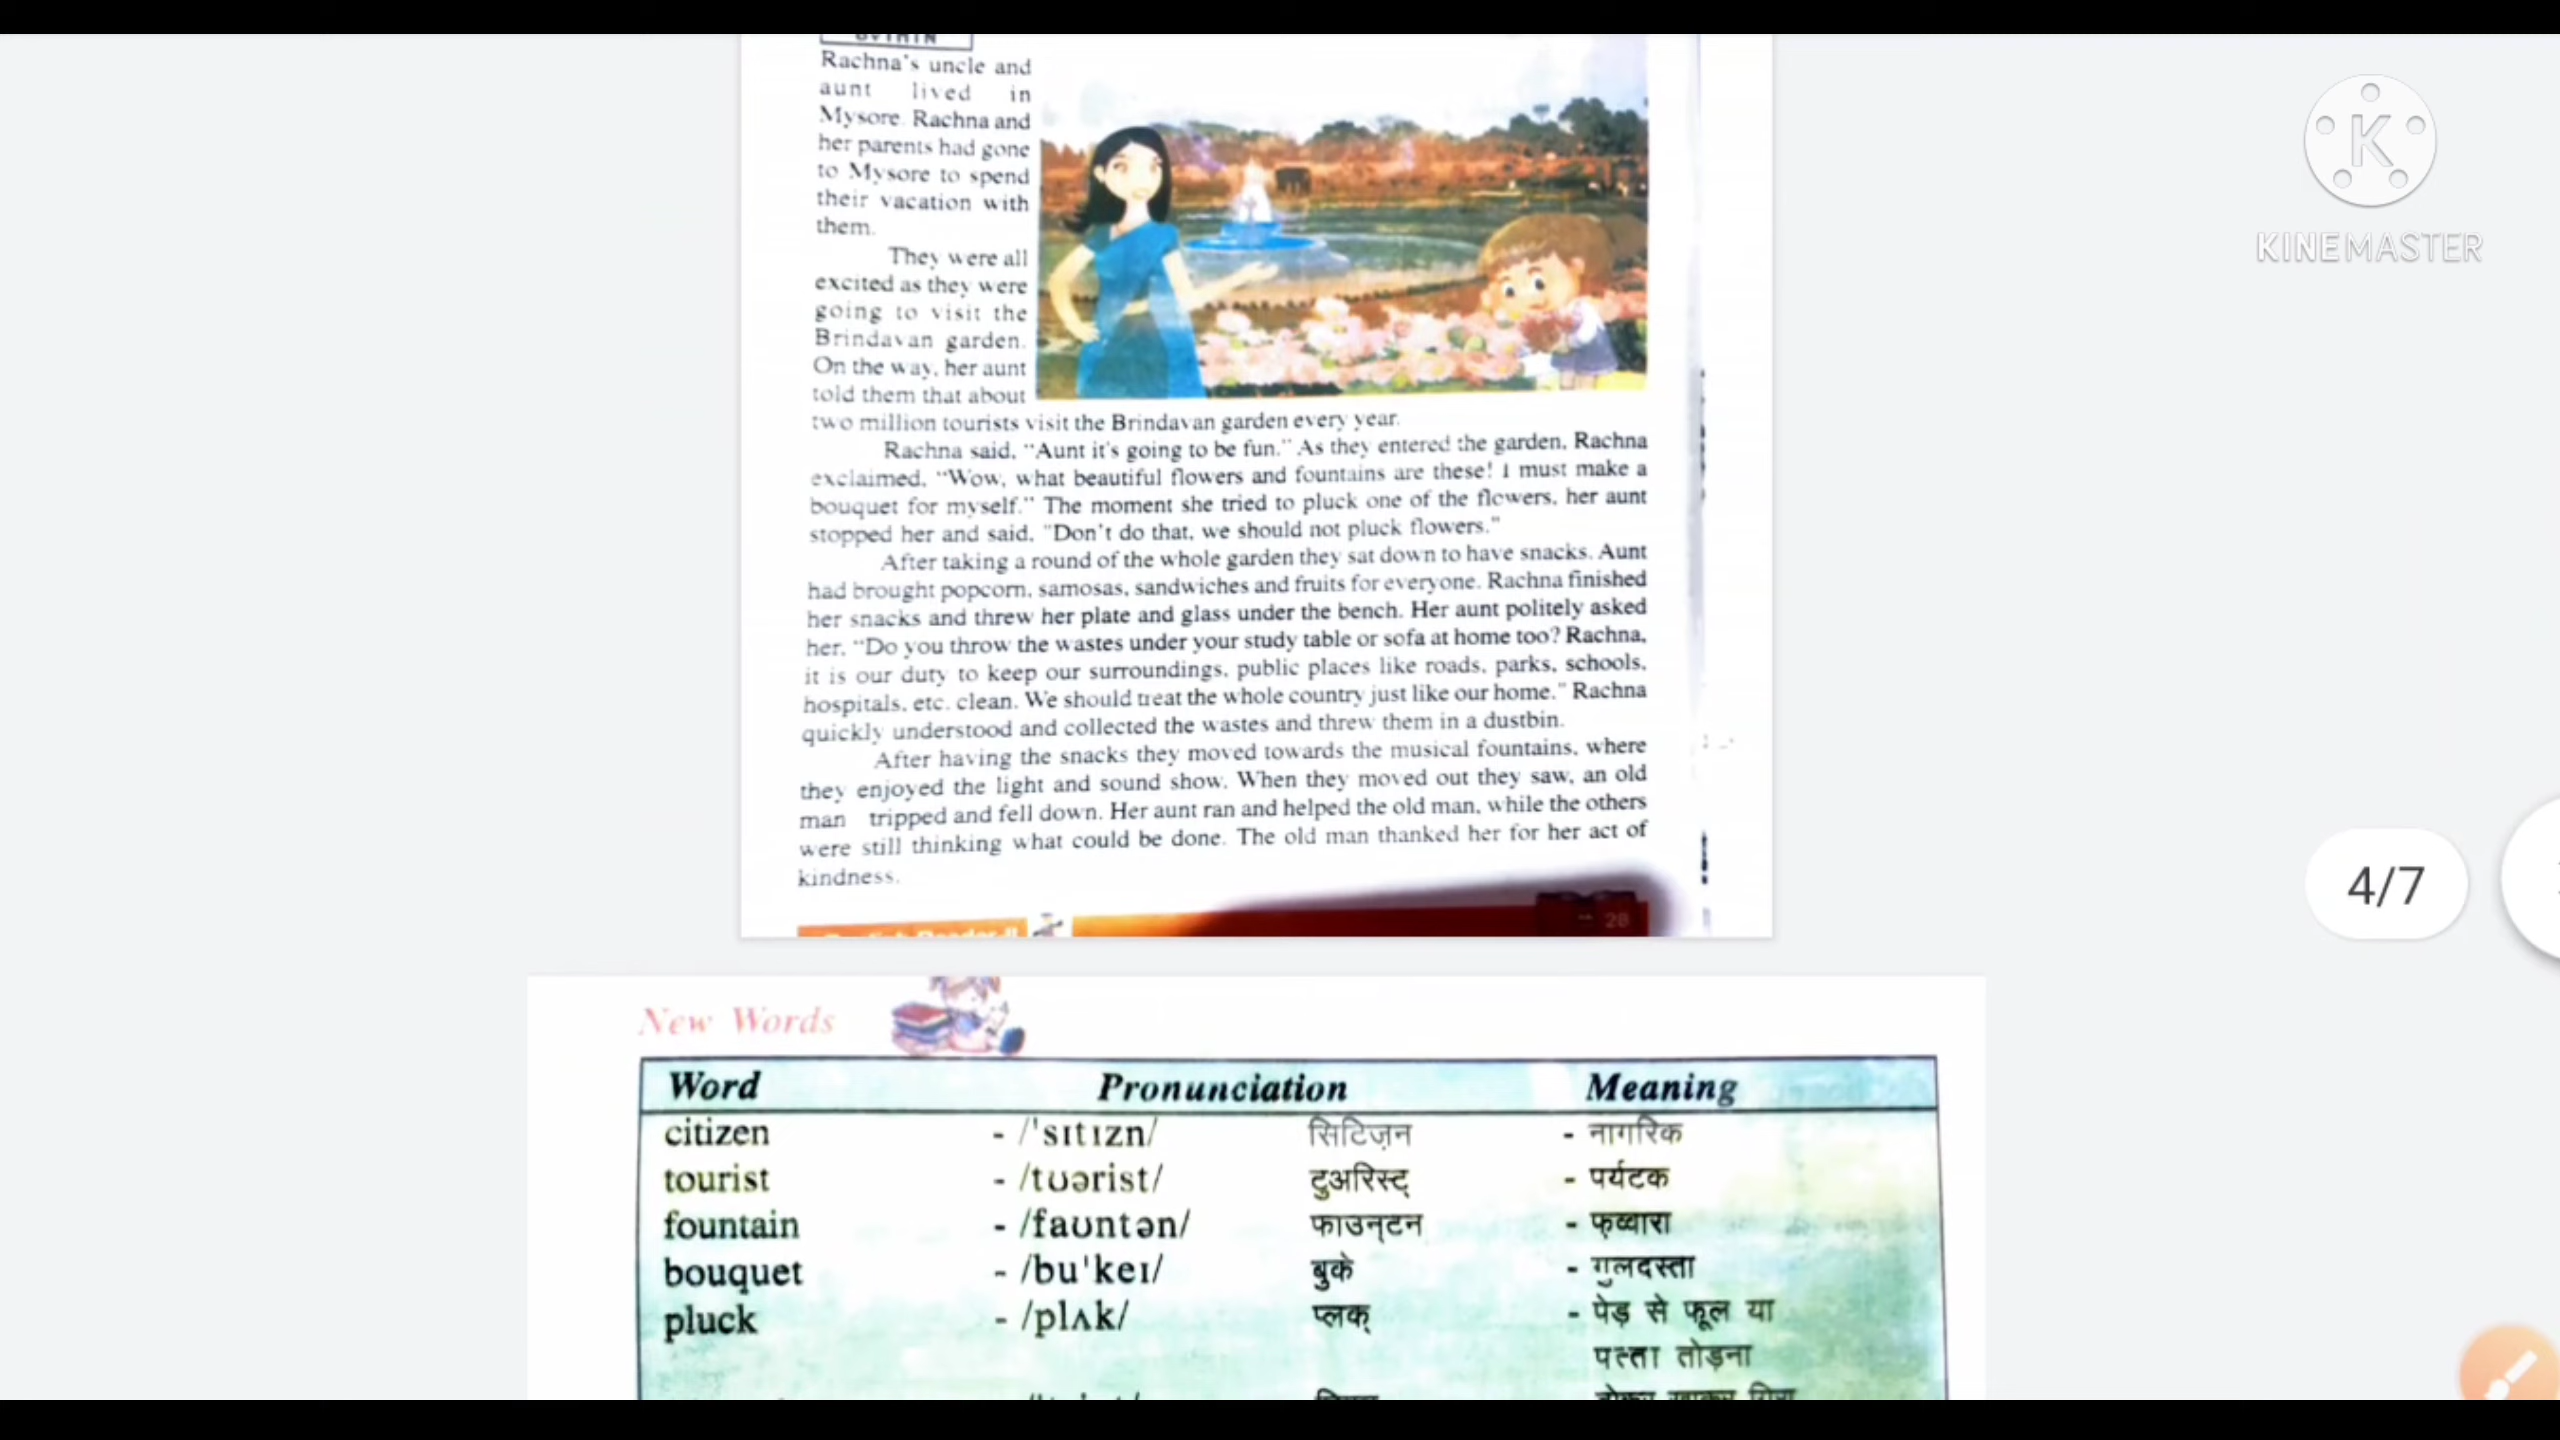 Rachna's uncle and
aunt lived in
Mysore. Rachna and
her parents had gone
to Mysore to spend
their vacation with
them.
They were all
excited as they were
going to visit the
Brindavan garden.
On the way, her aunt
told them that about
two million tourists visit the Brindavan garden every year.
Rachna said, "Aunt it's going to be fun." As they entered the garden, Rachna
exclaimed, "Wow, what beautiful flowers and fountains are these! I must make a
bouquet for myself." The moment she tried to pluck one of the flowers, her aunt
stopped her and said, "Don't do that, we should not pluck flowers."
After taking a round of the whole garden they sat down to have snacks. Aunt
had brought popcorn, samosas, sandwiches and fruits for everyone. Rachna finished
her snacks and threw her plate and glass under the bench. Her aunt politely asked
her, "Do you throw the wastes under your study table or sofa at home too? Rachna,
it is our duty to keep our surroundings, public places like roads, parks, schools,
hospitals, etc. clean. We should treat the whole country just like our home." Rachna
quickly understood and collected the wastes and threw them in a dustbin.
After having the snacks they moved towards the musical fountains, where
they enjoyed the light and sound show. When they moved out they saw, an old
man tripped and fell down. Her aunt ran and helped the old man, while the others
were still thinking what could be done. The old man thanked her for her act of
kindness.
28
K
KINEMASTER
4/7
New Words
Word Pronunciation Meaning
citizen - /'sɪtɪzn/ सिटिज़न - नागरिक
tourist - /tʊərist/ टुअरिस्ट् - पर्यटक
fountain - /faʊntən/ फाउन्टन - फ़व्वारा
bouquet - /bu'keɪ/ बुके - गुलदस्ता
pluck - /plʌk/ प्लक् - पेड़ से फूल या
पत्ता तोड़ना